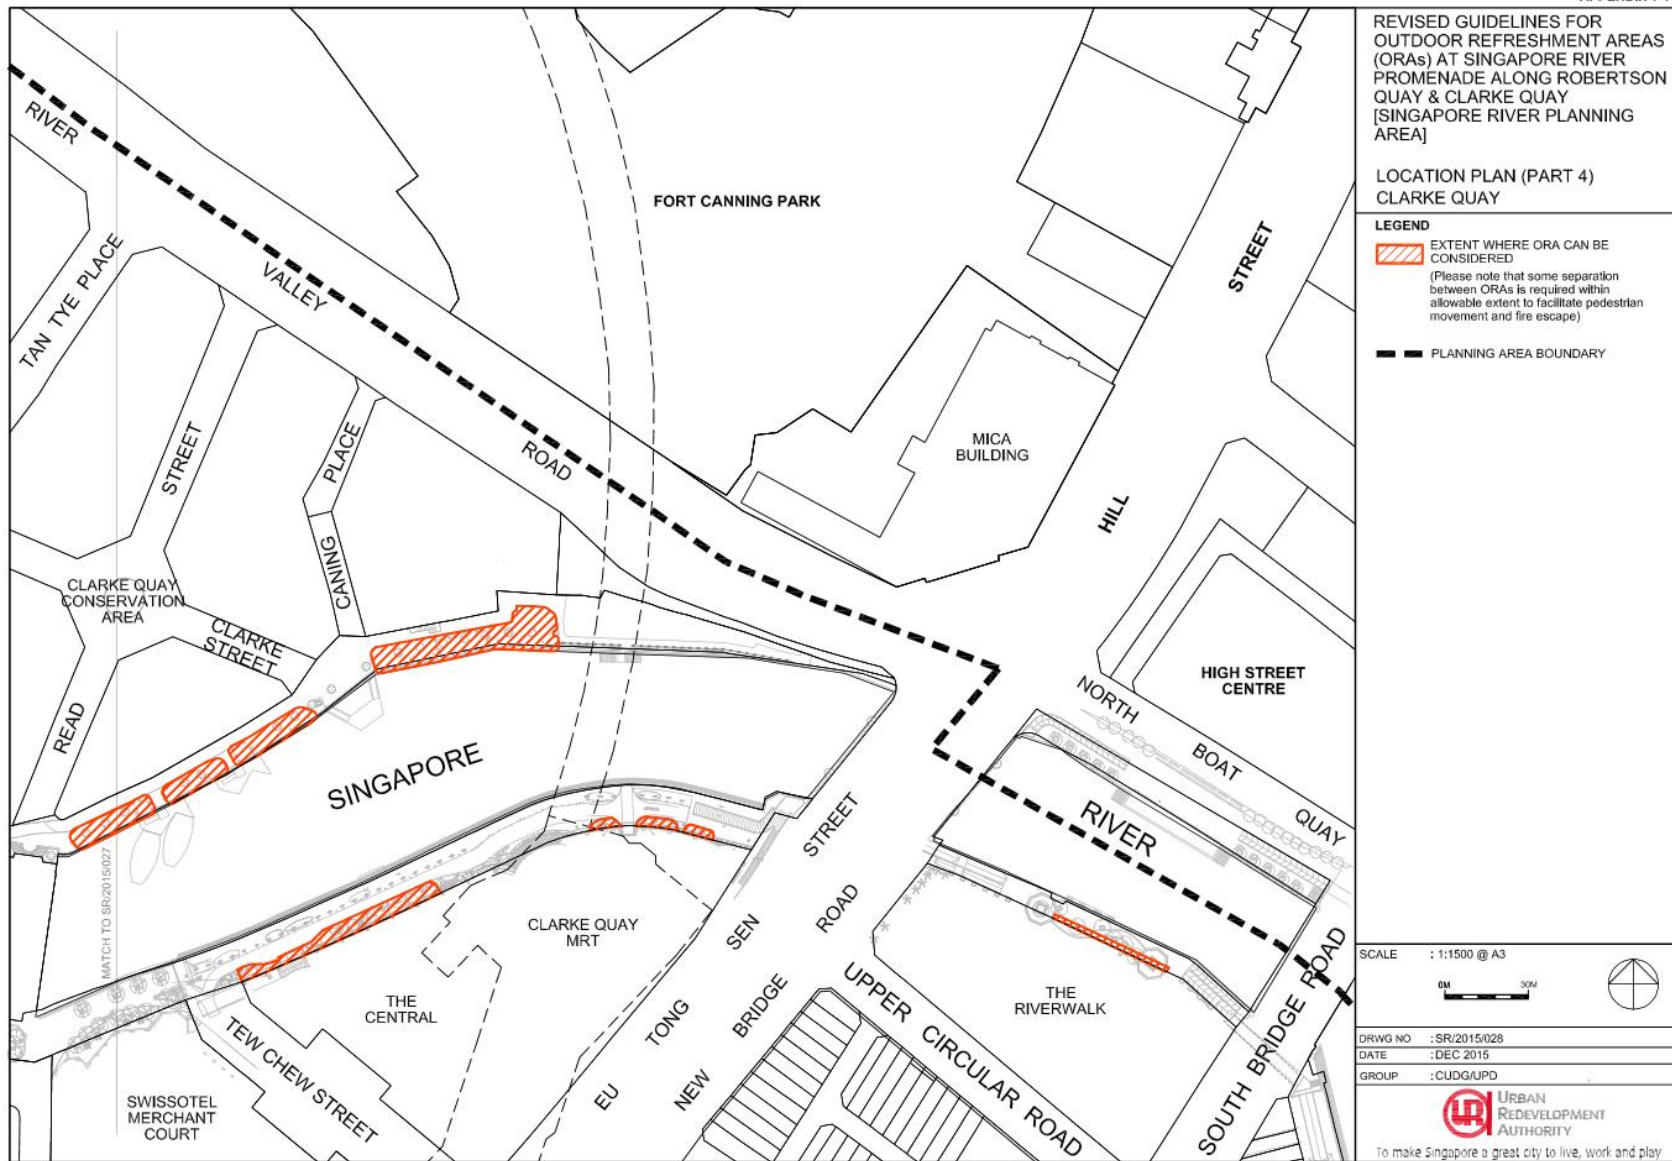 REVISED GUIDELINES FOR
OUTDOOR REFRESHMENT AREAS
(ORAs) AT SINGAPORE RIVER
PROMENADE ALONG ROBERTSON
QUAY & CLARKE QUAY
[SINGAPORE RIVER PLANNING
AREA]
LOCATION PLAN (PART 4)
CLARKE QUAY
LEGEND
EXTENT WHERE ORA CAN BE
CONSIDERED
(Please note that some separation
between ORAs is required within
allowable extent to facilitate pedestrian
movement and fire escape)
PLANNING AREA BOUNDARY
RIVER
VALLEY
ROAD
FORT CANNING PARK
TAN TYE PLACE
STREET
PLACE
CANING
MICA
BUILDING
STREET
HILL
CLARKE QUAY
CONSERVATION
AREA
CLARKE
STREET
READ
HIGH STREET
CENTRE
NORTH
BOAT
QUAY
SINGAPORE
RIVER
MATCH TO SR/2015/027
STREET
ROAD
SEN
TONG
EU
BRIDGE
NEW
CLARKE QUAY
MRT
THE
CENTRAL
TEW CHEW STREET
SWISSOTEL
MERCHANT
COURT
THE
RIVERWALK
UPPER CIRCULAR ROAD
SOUTH BRIDGE ROAD
SCALE : 1:1500 @ A3
0M 30M
DRWG NO : SR/2015/028
DATE : DEC 2015
GROUP : CUDG/UPD
URBAN
REDEVELOPMENT
AUTHORITY
To make Singapore a great city to live, work and play